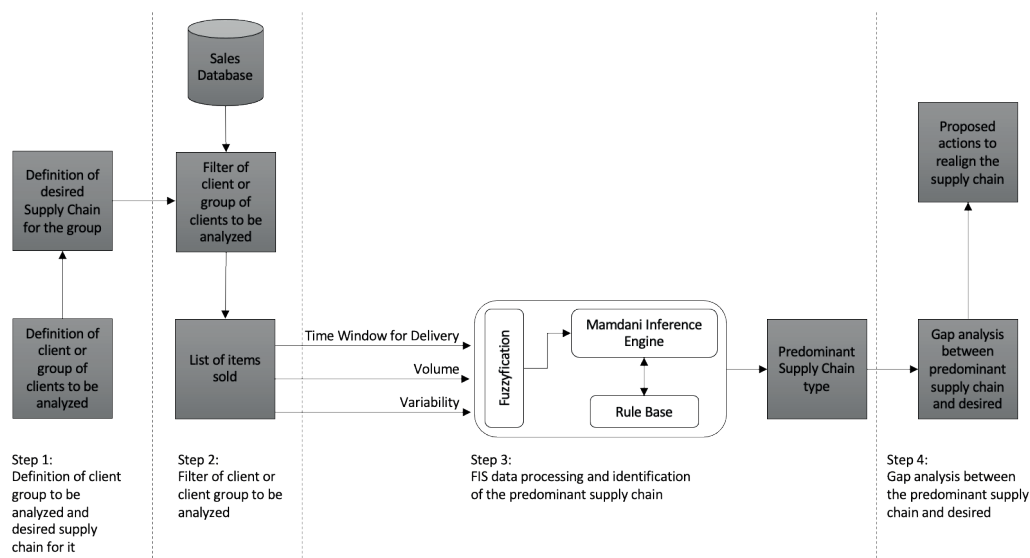 Sales
Database
Definition of
desired
Supply Chain
for the group
Filter of
client or
group of
clients to be
analyzed
Proposed
actions to
realign the
supply chain
Definition of
client or
group of
clients to be
analyzed
List of items
sold
Time Window for Delivery
Volume
Variability
Fuzzyfication
Mamdani Inference
Engine
Rule Base
Predominant
Supply Chain
type
Gap analysis
between
predominant
supply chain
and desired
Step 1:
Definition of client
group to be
analyzed and
desired supply
chain for it
Step 2:
Filter of client or
client group to be
analyzed
Step 3:
FIS data processing and identification
of the predominant supply chain
Step 4:
Gap analysis between
the predominant supply
chain and desired